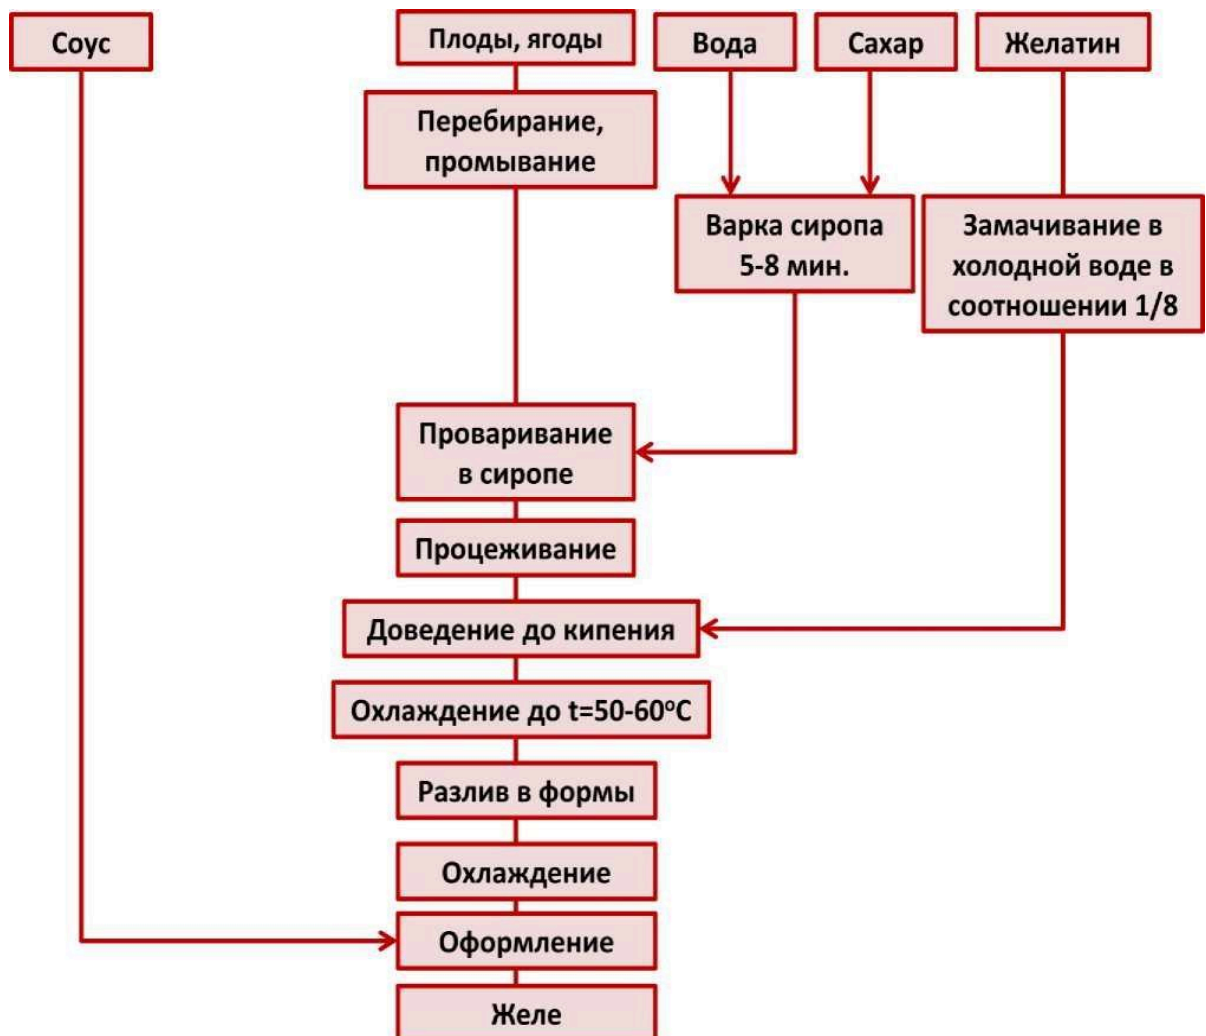 Соус
Плоды, ягоды
Вода
Сахар
Желатин
Перебирание,
промывание
Варка сиропа
5-8 мин.
Замачивание в
холодной воде в
соотношении 1/8
Проваривание
в сиропе
Процеживание
Доведение до кипения
Охлаждение до t=50-60°С
Разлив в формы
Охлаждение
Оформление
Желе